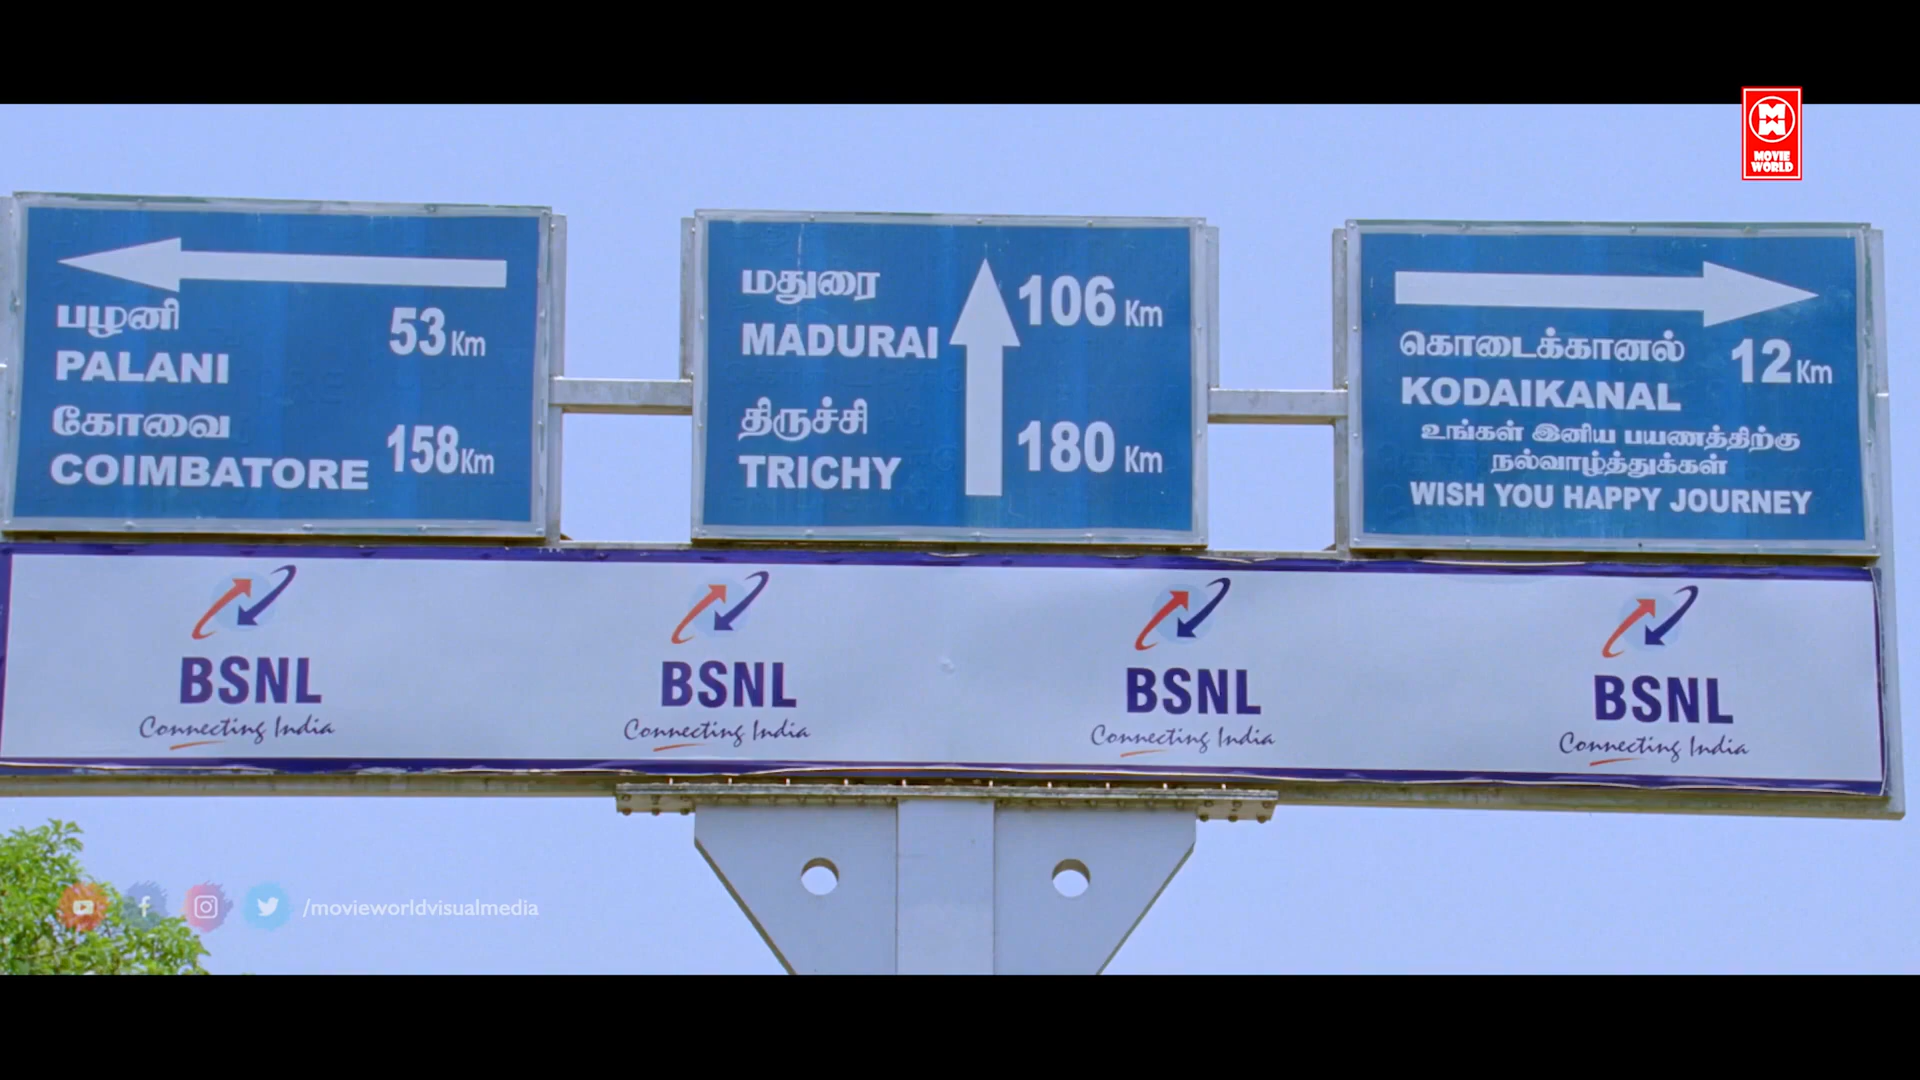 MOVIE
WORLD
பழனி 53 Km
PALANI
கோவை 158 Km
COIMBATORE
மதுரை 106 Km
MADURAI
திருச்சி 180 Km
TRICHY
கொடைக்கானல் 12 Km
KODAIKANAL
உங்கள் இனிய பயணத்திற்கு
நல்வாழ்த்துக்கள்
WISH YOU HAPPY JOURNEY
BSNL
Connecting India
BSNL
Connecting India
BSNL
Connecting India
BSNL
Connecting India
/movieworldvisualmedia